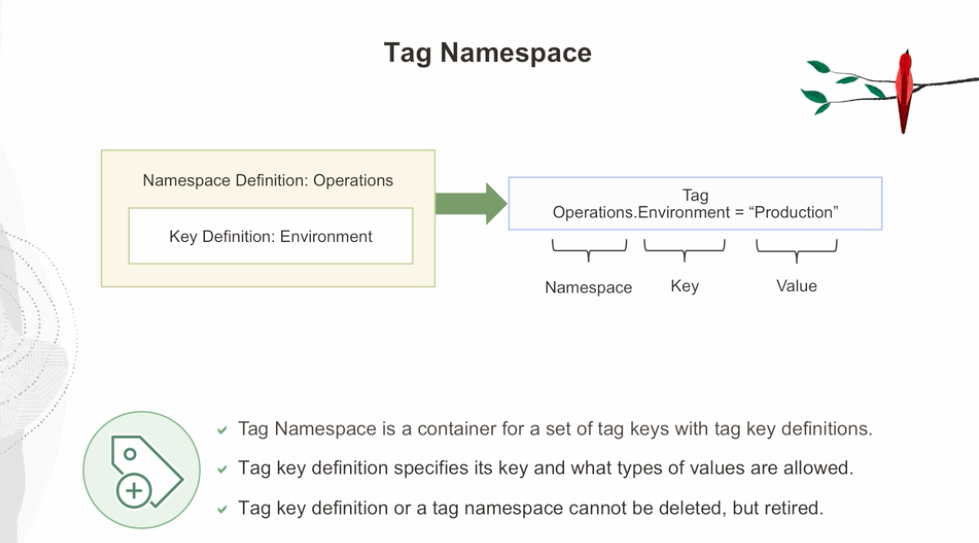 Tag Namespace
Namespace Definition: Operations
Key Definition: Environment
Tag
Operations.Environment = “Production”
Namespace
Key
Value
Tag Namespace is a container for a set of tag keys with tag key definitions.
Tag key definition specifies its key and what types of values are allowed.
Tag key definition or a tag namespace cannot be deleted, but retired.